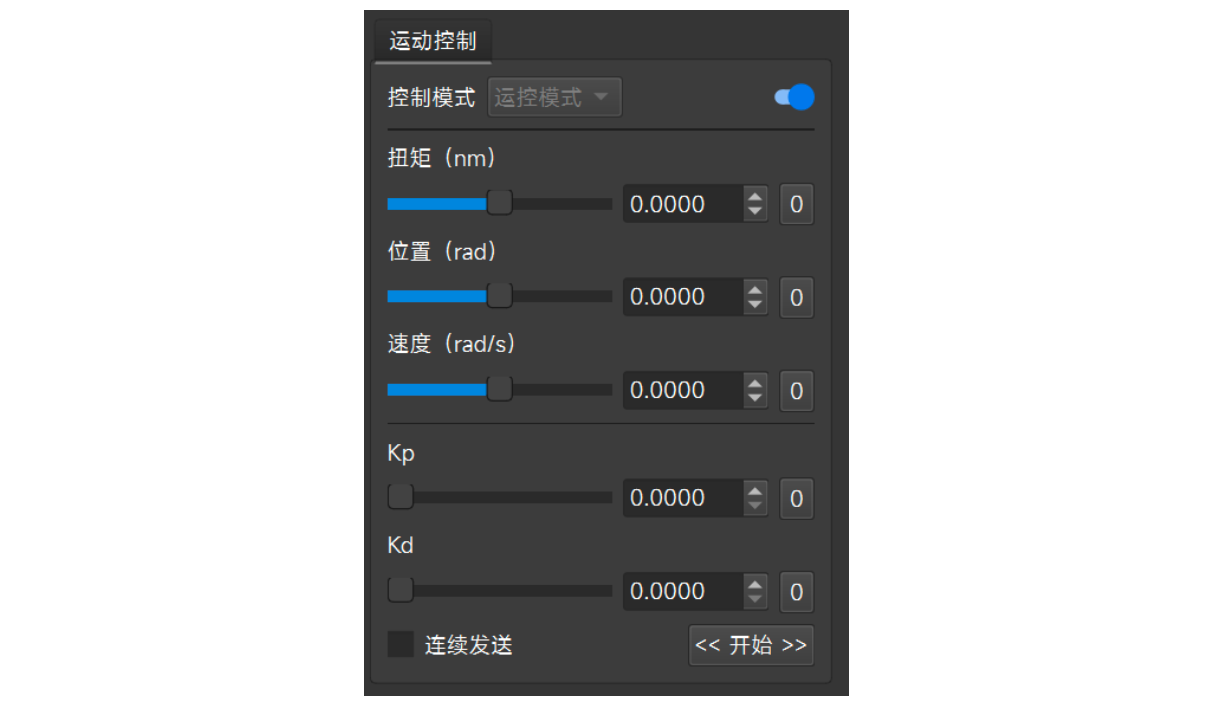 运动控制
控制模式 运控模式
扭矩（nm）
0.0000 0
位置（rad）
0.0000 0
速度（rad/s）
0.0000 0
Kp
0.0000 0
Kd
0.0000 0
连续发送 << 开始 >>